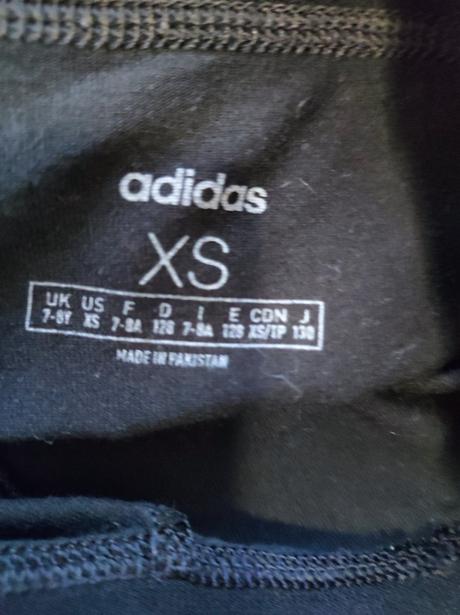 adidas
XS
UK US F D I E CDN J
7-8Y XS 7-8A 128 7-8A 128 XS/TP 130
MADE IN PAKISTAN